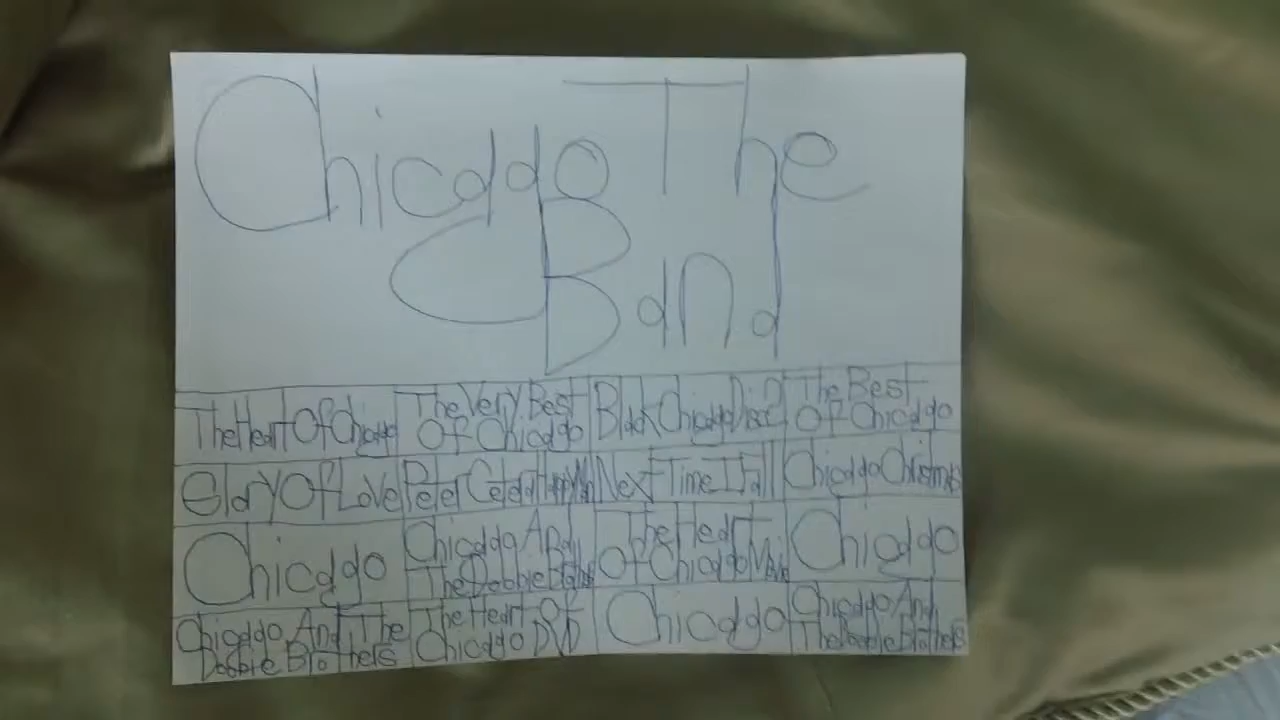 Chicago The
Band
The Heart Of Chicago
The Very Best
Of Chicago
Black Chicago Disc 2
The Best
Of Chicago
Glory Of Love
Peter Cetera Happy Man
Next Time I Fall
Chicago Christmas
Chicago
Chicago And
The Doobie Brothers
The Heart
Of Chicago
Chicago
Chicago And The
Doobie Brothers
The Heart Of
Chicago DVD
Chicago
Chicago And
The Doobie Brothers